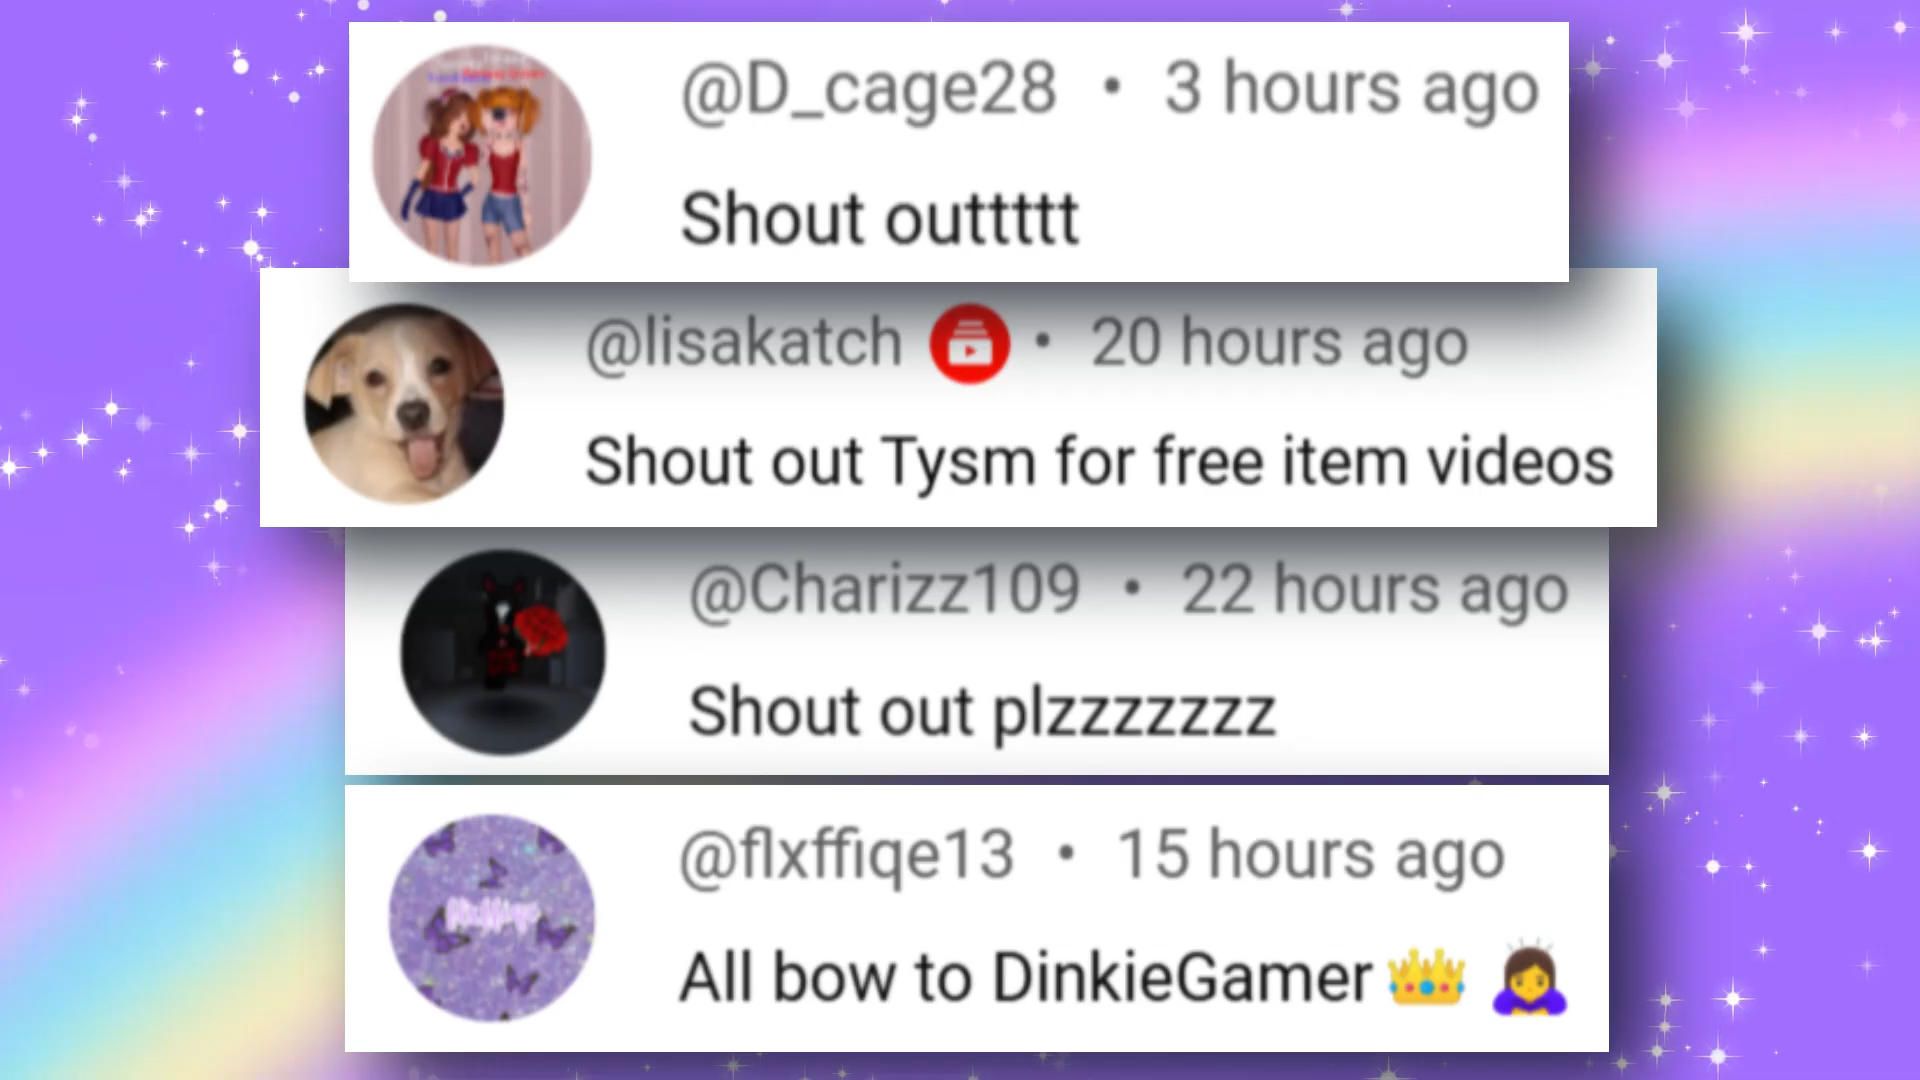 @D_cage28 • 3 hours ago
Shout outtttt
@lisakatch • 20 hours ago
Shout out Tysm for free item videos
@Charizz109 • 22 hours ago
Shout out plzzzzzzz
@flxffiqe13 • 15 hours ago
All bow to DinkieGamer 👑 🙇‍♀️